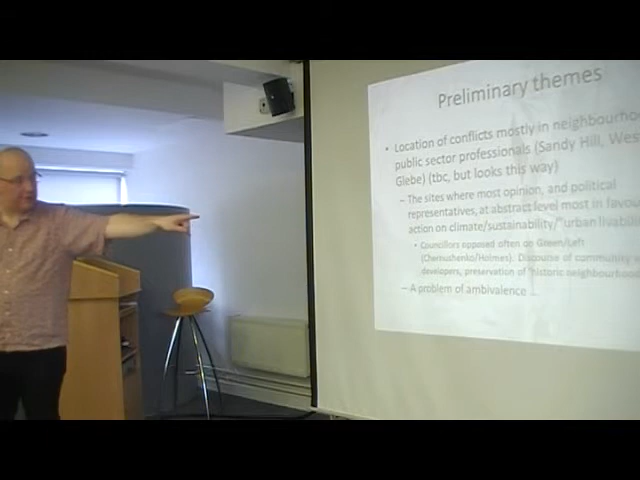 Preliminary themes
• Location of conflicts mostly in neighbourhoo
public sector professionals (Sandy Hill, Wes
Glebe) (tbc, but looks this way)
– The sites where most opinion, and political
representatives, at abstract level most in favou
action on climate/sustainability/"urban livabili
• Councillors opposed often on Green/Left
(Chernushenko/Holmes). Discourse of community v
developers, preservation of "historic neighbourhood
– A problem of ambivalence ...